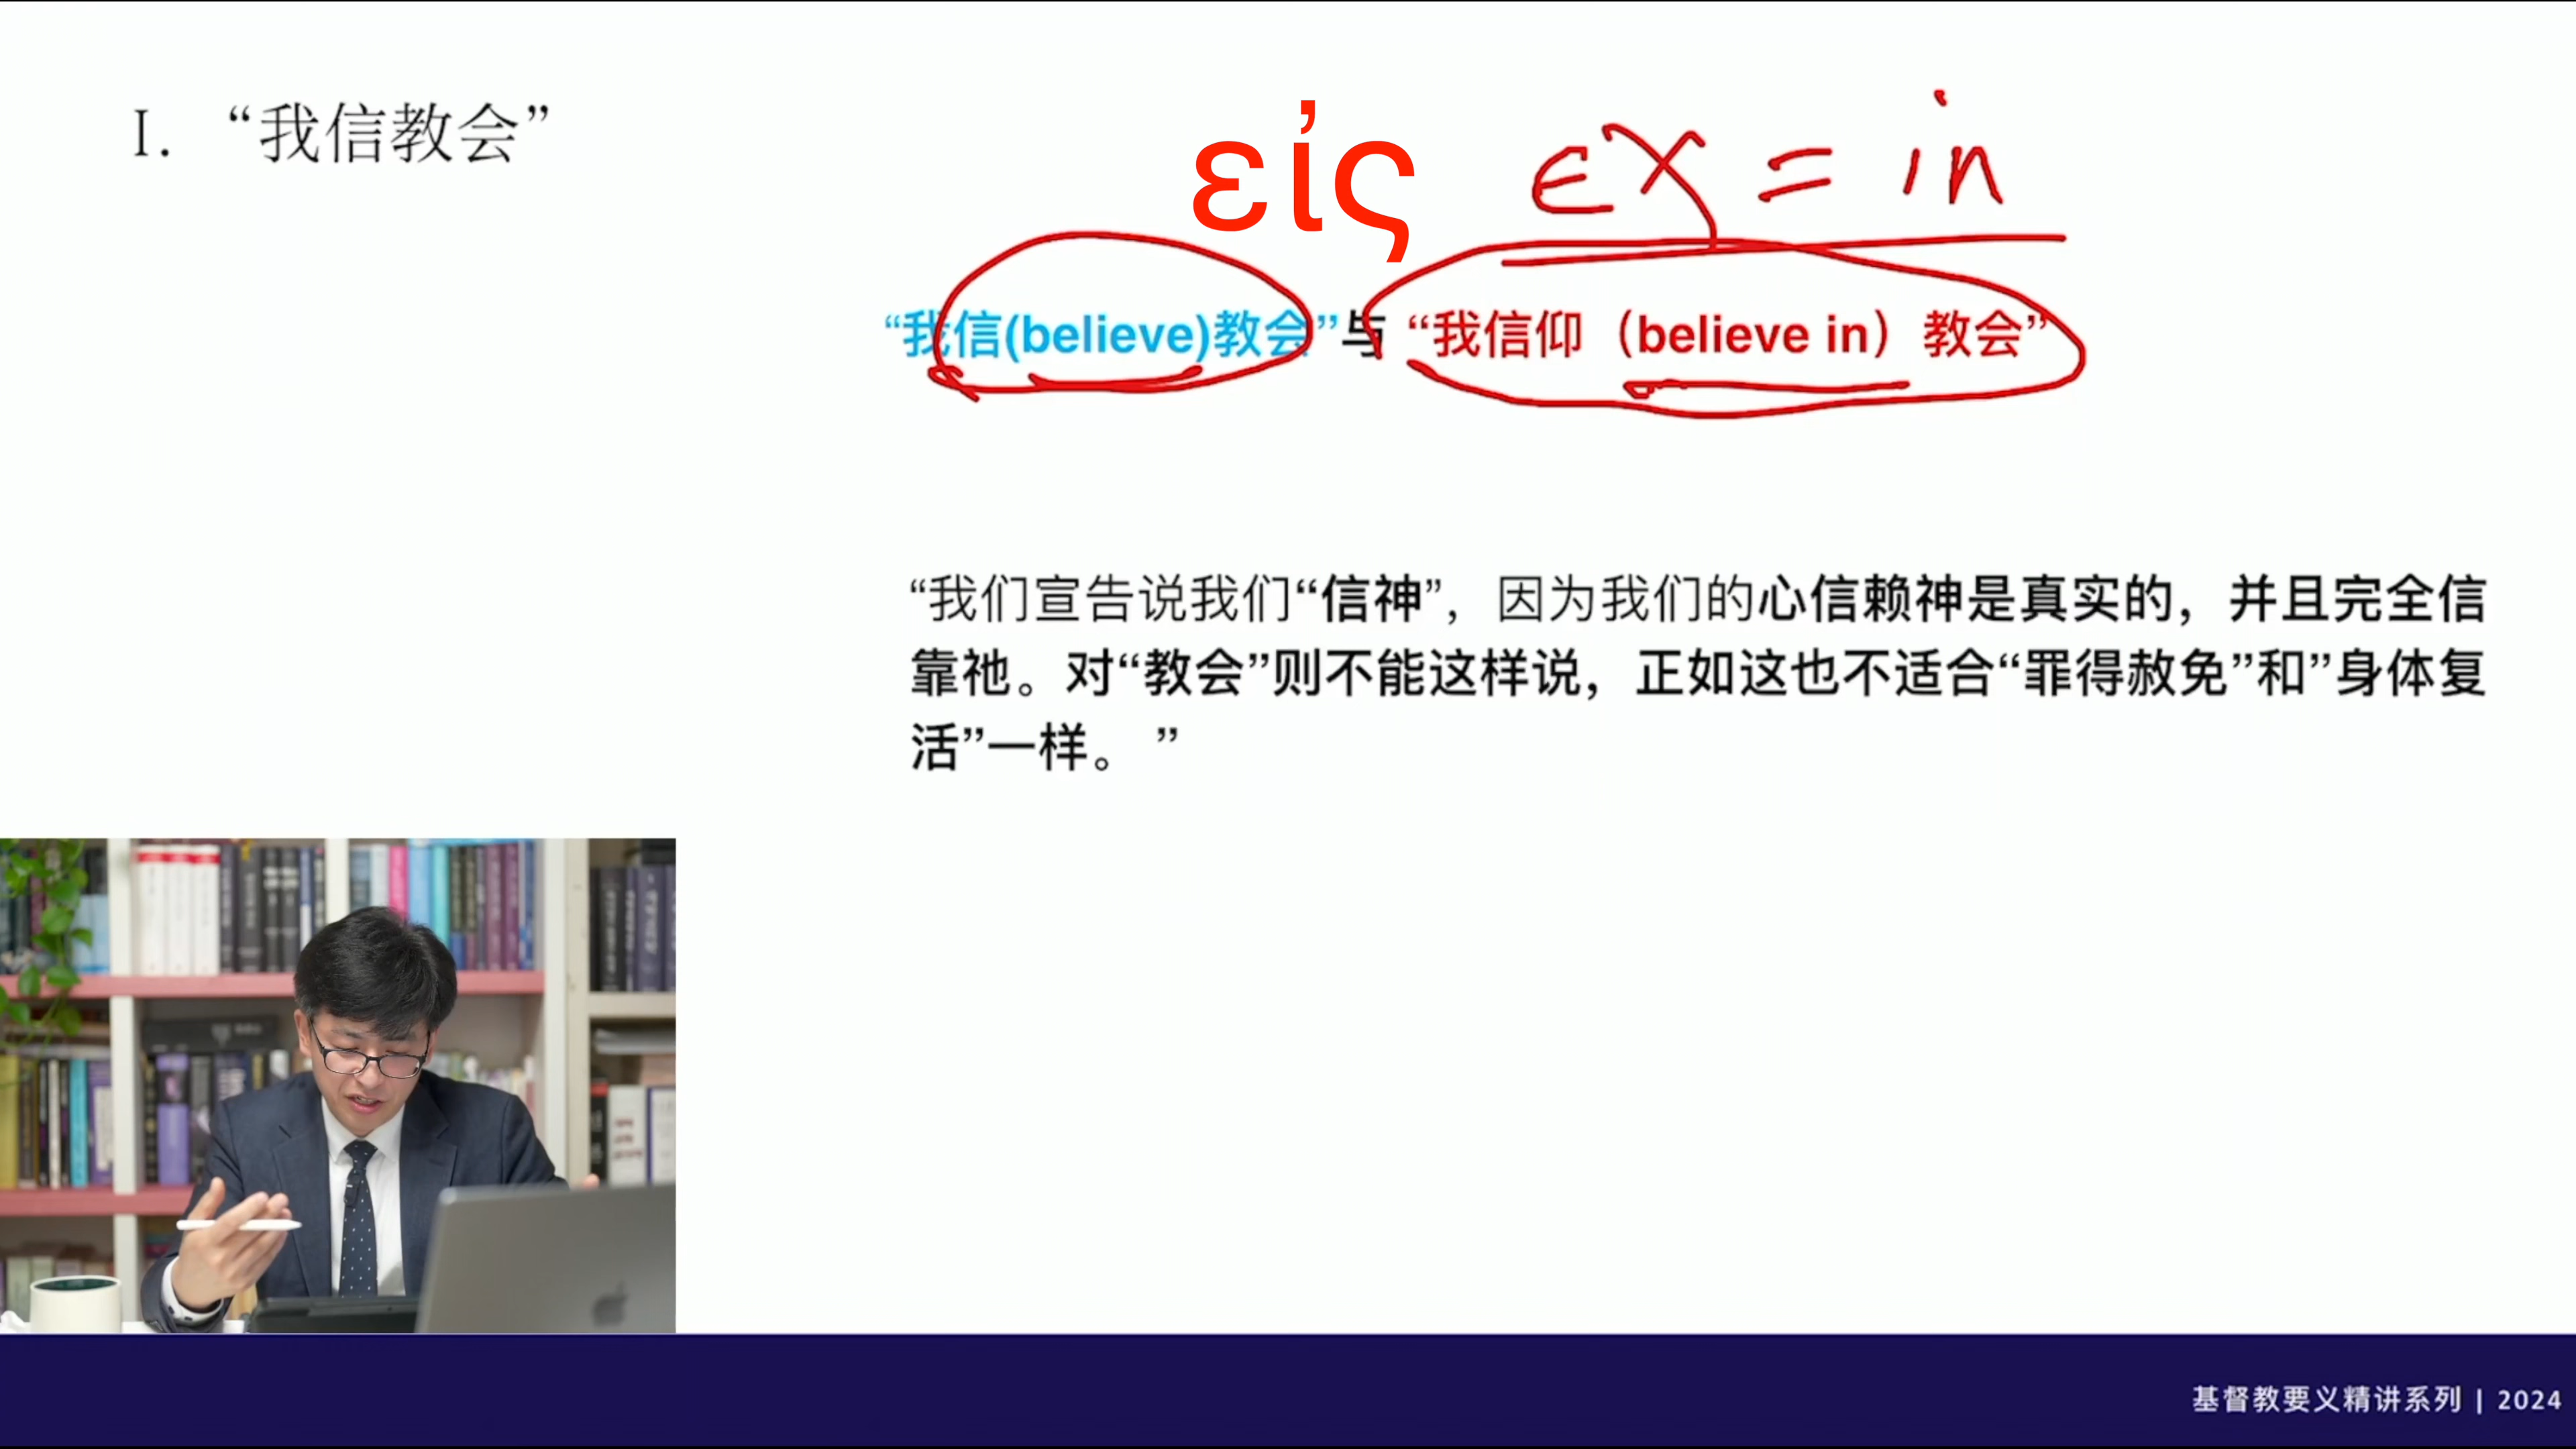 I. “我信教会”
εἰς ex = in
“我信(believe)教会”与 “我信仰（believe in）教会”
“我们宣告说我们“信神”，因为我们的心信赖神是真实的，并且完全信
靠祂。对“教会”则不能这样说，正如这也不适合“罪得赦免”和”身体复
活”一样。 ”
基督教要义精讲系列 | 2024